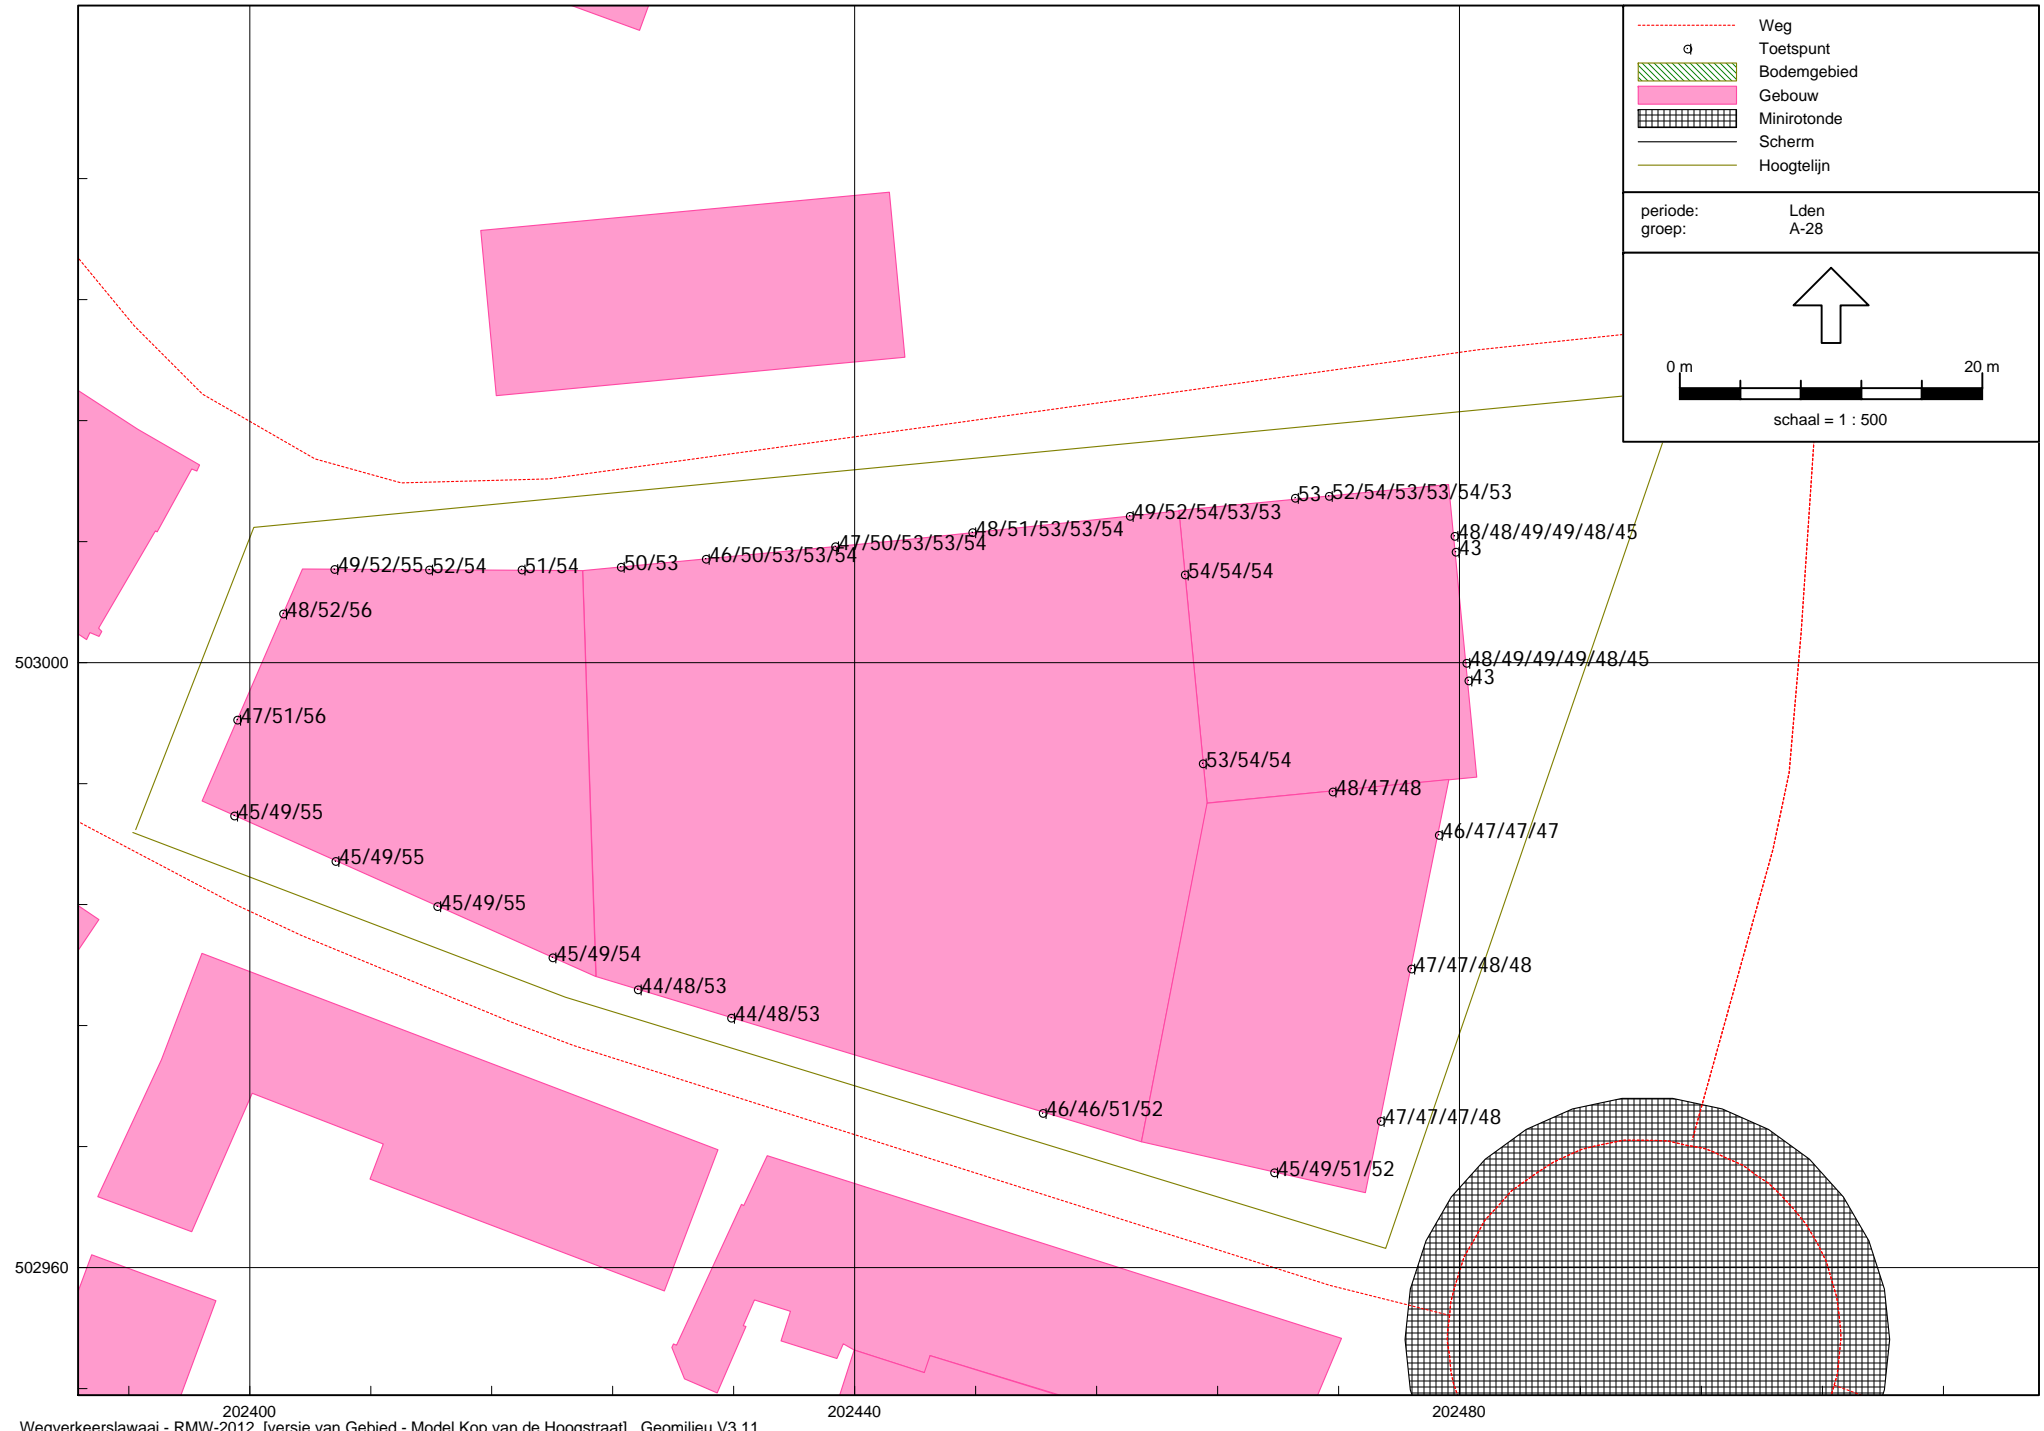 Weg
Toetspunt
Bodemgebied
Gebouw
Minirotonde
Scherm
Hoogtelijn
periode: Lden
groep: A-28
0 m 20 m
schaal = 1 : 500
53
52/54/53/53/54/53
49/52/54/53/53
48/51/53/53/54
48/48/49/49/48/45
47/50/53/53/54
43
46/50/53/53/54
50/53
49/52/55
52/54
51/54
54/54/54
48/52/56
503000
48/49/49/49/48/45
43
47/51/56
53/54/54
48/47/48
45/49/55
46/47/47/47
45/49/55
45/49/55
45/49/54
47/47/48/48
44/48/53
44/48/53
46/46/51/52
47/47/47/48
45/49/51/52
502960
202400 202440 202480
Wegverkeerslawaai - RMW-2012, [versie van Gebied - Model Kop van de Hoogstraat] , Geomilieu V3.11